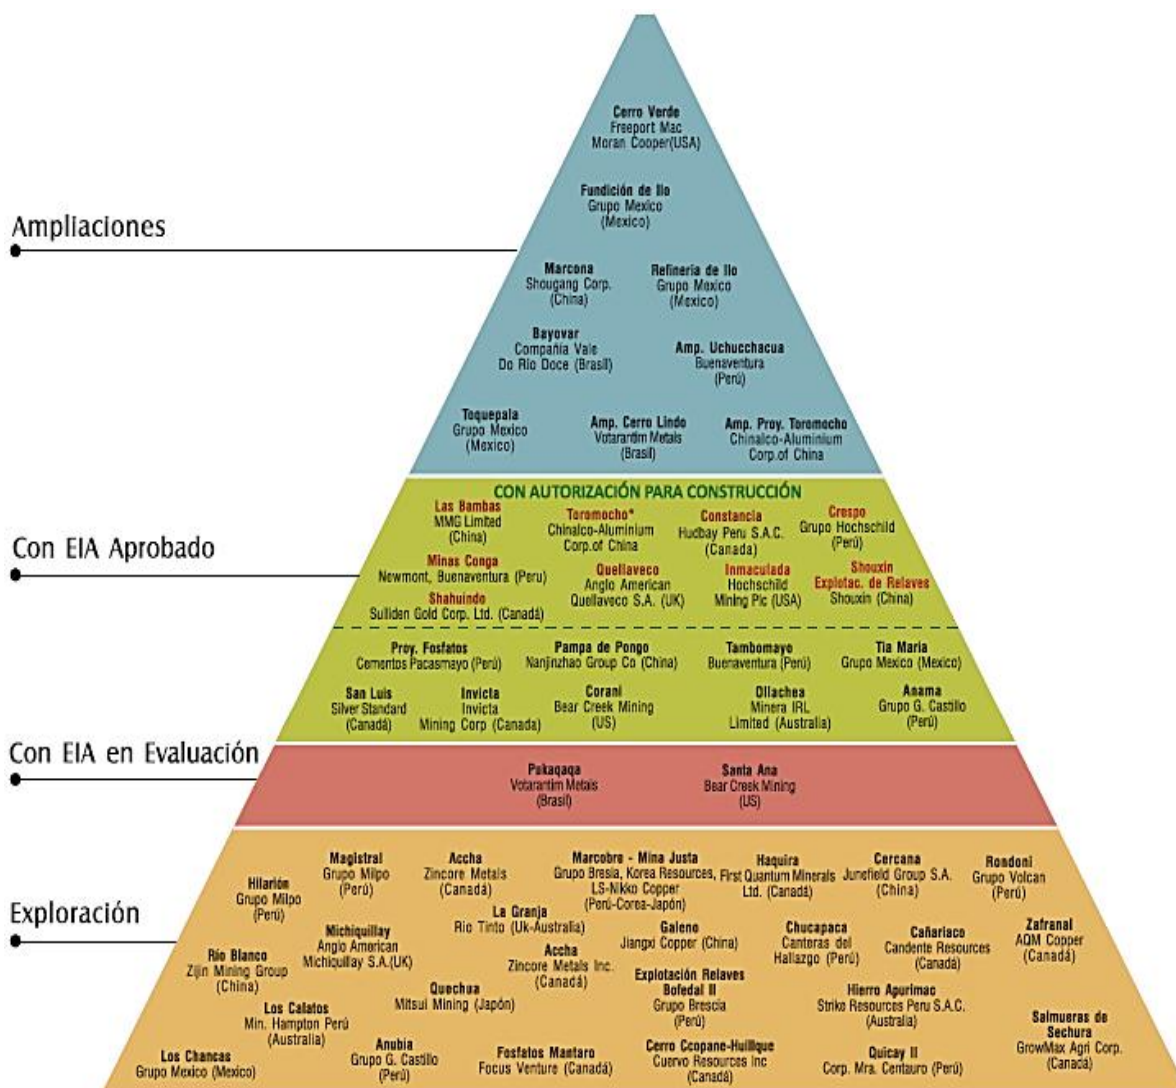 Cerro Verde
Freeport Mac
Moran Cooper(USA)
Fundición de Ilo
Grupo Mexico
(Mexico)
Ampliaciones
Marcona
Shougang Corp.
(China)
Refineria de Ilo
Grupo Mexico
(Mexico)
Bayovar
Compañia Vale
Do Rio Doce (Brasil)
Amp. Uchucchacua
Buenaventura
(Perú)
Toquepala
Grupo Mexico
(Mexico)
Amp. Cerro Lindo
Votarantim Metals
(Brasil)
Amp. Proy. Toromocho
Chinalco-Aluminium
Corp.of China
CON AUTORIZACIÓN PARA CONSTRUCCIÓN
Las Bambas
MMG Limited
(China)
Toromocho*
Chinalco-Aluminium
Corp.of China
Constancia
Hudbay Peru S.A.C.
(Canada)
Crespo
Grupo Hochschild
(Perú)
Con EIA Aprobado
Minas Conga
Newmont, Buenaventura (Peru)
Quellaveco
Anglo American
Quellaveco S.A. (UK)
Inmaculada
Hochschild
Mining Plc (USA)
Shouxin
Explotac. de Relaves
Shouxin (China)
Shahuindo
Sulliden Gold Corp. Ltd. (Canadá)
Proy. Fosfatos
Cementos Pacasmayo (Perú)
Pampa de Pongo
Nanjinzhao Group Co (China)
Tambomayo
Buenaventura (Perú)
Tia Maria
Grupo Mexico (Mexico)
San Luis
Silver Standard
(Canadá)
Invicta
Invicta
Mining Corp (Canada)
Corani
Bear Creek Mining
(US)
Ollachea
Minera IRL
Limited (Australia)
Anama
Grupo G. Castillo
(Perú)
Con EIA en Evaluación
Pukaqaqa
Votarantim Metals
(Brasil)
Santa Ana
Bear Creek Mining
(US)
Exploración
Hilarión
Grupo Milpo
(Perú)
Magistral
Grupo Milpo
(Perú)
Accha
Zincore Metals
(Canadá)
Marcobre - Mina Justa
Grupo Bresia, Korea Resources,
LS-Nikko Copper
(Perú-Corea-Japón)
Haquira
First Quantum Minerals
Ltd. (Canadá)
Cercana
Junefield Group S.A.
(China)
Rondoni
Grupo Volcan
(Perú)
La Granja
Rio Tinto (Uk-Australia)
Río Blanco
Zijin Mining Group
(China)
Michiquillay
Anglo American
Michiquillay S.A.(UK)
Accha
Zincore Metals Inc.
(Canadá)
Galeno
Jiangxi Copper (China)
Chucapaca
Canteras del
Hallazgo (Perú)
Cañariaco
Candente Resources
(Canadá)
Zafranal
AQM Copper
(Canadá)
Quechua
Mitsui Mining (Japón)
Explotación Relaves
Bofedal II
Grupo Brescia
(Perú)
Hierro Apurimac
Strike Resources Peru S.A.C.
(Australia)
Los Calatos
Min. Hampton Perú
(Australia)
Salmueras de
Sechura
GrowMax Agri Corp.
(Canadá)
Los Chancas
Grupo Mexico (Mexico)
Anubia
Grupo G. Castillo
(Perú)
Fosfatos Mantaro
Focus Venture (Canadá)
Cerro Ccopane-Huillque
Cuervo Resources Inc
(Canadá)
Quicay II
Corp. Mra. Centauro (Perú)